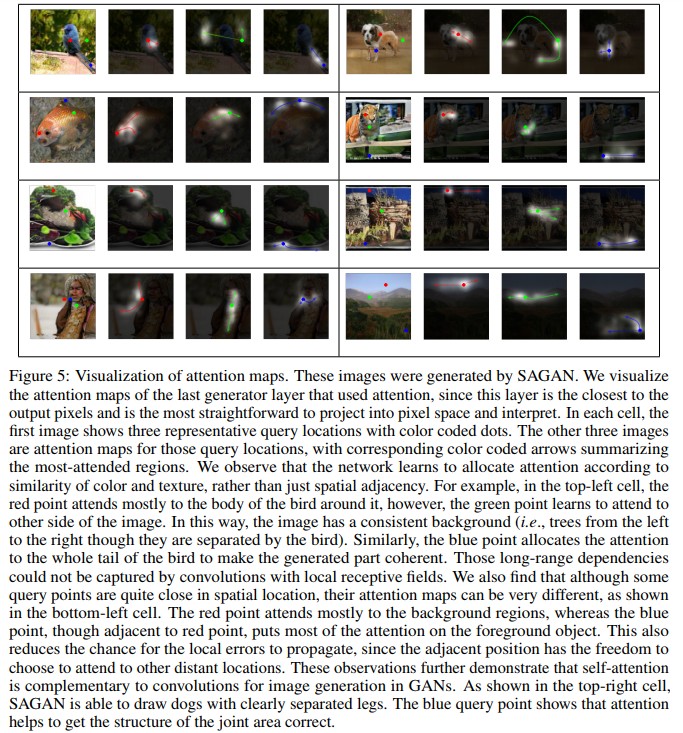 Figure 5: Visualization of attention maps. These images were generated by SAGAN. We visualize
the attention maps of the last generator layer that used attention, since this layer is the closest to the
output pixels and is the most straightforward to project into pixel space and interpret. In each cell, the
first image shows three representative query locations with color coded dots. The other three images
are attention maps for those query locations, with corresponding color coded arrows summarizing
the most-attended regions. We observe that the network learns to allocate attention according to
similarity of color and texture, rather than just spatial adjacency. For example, in the top-left cell, the
red point attends mostly to the body of the bird around it, however, the green point learns to attend to
other side of the image. In this way, the image has a consistent background (i.e., trees from the left
to the right though they are separated by the bird). Similarly, the blue point allocates the attention
to the whole tail of the bird to make the generated part coherent. Those long-range dependencies
could not be captured by convolutions with local receptive fields. We also find that although some
query points are quite close in spatial location, their attention maps can be very different, as shown
in the bottom-left cell. The red point attends mostly to the background regions, whereas the blue
point, though adjacent to red point, puts most of the attention on the foreground object. This also
reduces the chance for the local errors to propagate, since the adjacent position has the freedom to
choose to attend to other distant locations. These observations further demonstrate that self-attention
is complementary to convolutions for image generation in GANs. As shown in the top-right cell,
SAGAN is able to draw dogs with clearly separated legs. The blue query point shows that attention
helps to get the structure of the joint area correct.